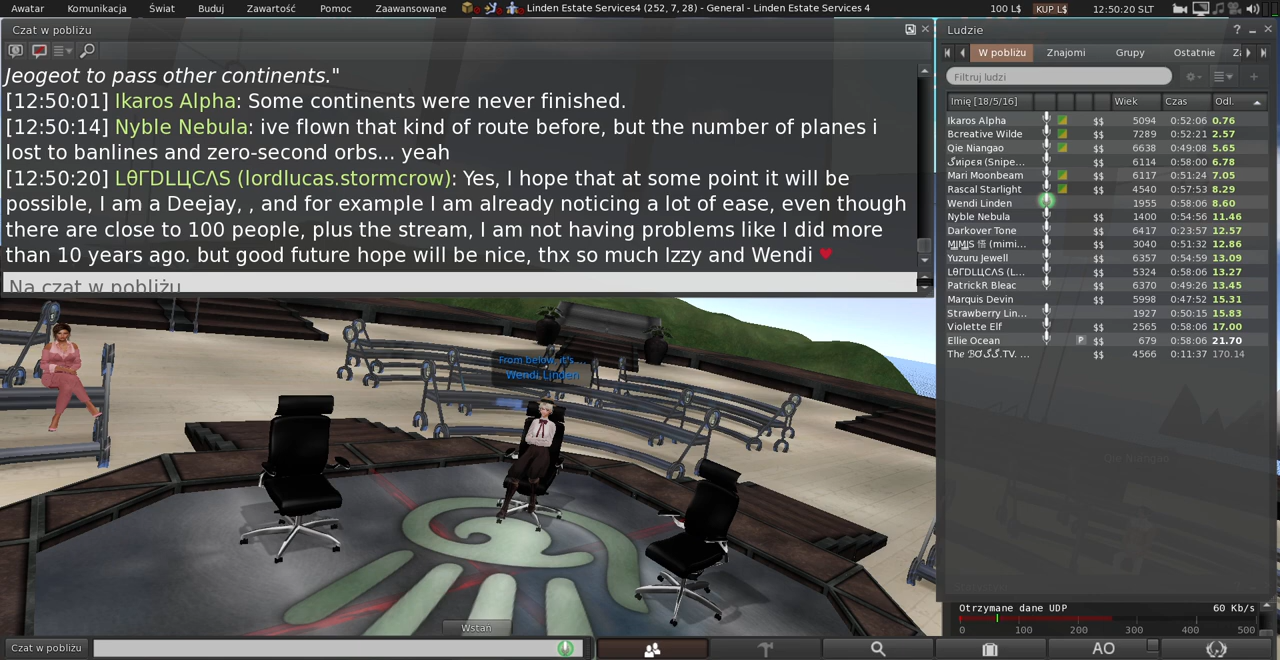 Awatar Komunikacja Świat Buduj Zawartość Pomoc Zaawansowane Linden Estate Services4 (252, 7, 28) - General - Linden Estate Services 4 100 L$ KUP L$ 12:50:20 SLT
Czat w pobliżu
Jeogeot to pass other continents."
[12:50:01] Ikaros Alpha: Some continents were never finished.
[12:50:14] Nyble Nebula: ive flown that kind of route before, but the number of planes i
lost to banlines and zero-second orbs... yeah
[12:50:20] LθΓDLЦCΛS (lordlucas.stormcrow): Yes, I hope that at some point it will be
possible, I am a Deejay, , and for example I am already noticing a lot of ease, even though
there are close to 100 people, plus the stream, I am not having problems like I did more
than 10 years ago. but good future hope will be nice, thx so much Izzy and Wendi ♥
Na czat w pobliżu
From below, it's...
Wendi Linden
Wstań
Czat w pobliżu
Ludzie
W pobliżu Znajomi Grupy Ostatnie
Filtruj ludzi
Imię [18/5/16] Wiek Czas Odl.
Ikaros Alpha $$ 5094 0:52:06 0.76
Bcreative Wilde $$ 7289 0:52:21 2.57
Qie Niangao $$ 6638 0:49:08 5.65
(Snipe... $$ 6114 0:58:00 6.78
Mari Moonbeam $$ 6117 0:51:24 7.05
Rascal Starlight $$ 4540 0:57:53 8.29
Wendi Linden 1955 0:58:06 8.60
Nyble Nebula $$ 1400 0:54:56 11.46
Darkover Tone $$ 6417 0:23:57 12.57
(mimi... $$ 3040 0:51:32 12.86
Yuzuru Jewell $$ 6357 0:54:59 13.09
LθΓDLЦCΛS (L... $$ 5324 0:58:06 13.27
PatrickR Bleac $$ 6370 0:49:26 13.45
Marquis Devin $$ 5998 0:47:52 15.31
Strawberry Lin... 1927 0:50:15 15.83
Violette Elf $$ 2565 0:58:06 17.00
Ellie Ocean P $$ 679 0:58:06 21.70
.TV. ... $$ 4566 0:11:37 170.14
Qie Niangao
Otrzymane dane UDP 60 Kb/s
0 100 200 300 400 500
AO